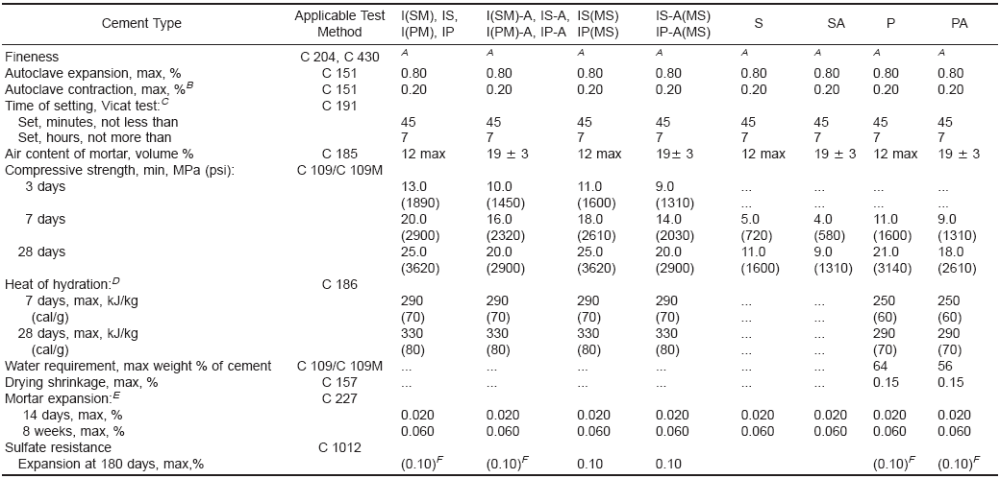 Cement Type Applicable Test Method I(SM), IS, I(PM), IP I(SM)-A, IS-A, I(PM)-A, IP-A IS(MS) IP(MS) IS-A(MS) IP-A(MS) S SA P PA
Fineness C 204, C 430 A A A A A A A A
Autoclave expansion, max, % C 151 0.80 0.80 0.80 0.80 0.80 0.80 0.80 0.80
Autoclave contraction, max, %B C 151 0.20 0.20 0.20 0.20 0.20 0.20 0.20 0.20
Time of setting, Vicat test:C C 191
Set, minutes, not less than 45 45 45 45 45 45 45 45
Set, hours, not more than 7 7 7 7 7 7 7 7
Air content of mortar, volume % C 185 12 max 19 ± 3 12 max 19± 3 12 max 19 ± 3 12 max 19 ± 3
Compressive strength, min, MPa (psi): C 109/C 109M
3 days 13.0 10.0 11.0 9.0 ... ... ... ...
(1890) (1450) (1600) (1310) ... ... ... ...
7 days 20.0 16.0 18.0 14.0 5.0 4.0 11.0 9.0
(2900) (2320) (2610) (2030) (720) (580) (1600) (1310)
28 days 25.0 20.0 25.0 20.0 11.0 9.0 21.0 18.0
(3620) (2900) (3620) (2900) (1600) (1310) (3140) (2610)
Heat of hydration:D C 186
7 days, max, kJ/kg 290 290 290 290 ... ... 250 250
(cal/g) (70) (70) (70) (70) ... ... (60) (60)
28 days, max, kJ/kg 330 330 330 330 ... ... 290 290
(cal/g) (80) (80) (80) (80) ... ... (70) (70)
Water requirement, max weight % of cement C 109/C 109M ... ... ... ... ... ... 64 56
Drying shrinkage, max, % C 157 ... ... ... ... ... ... 0.15 0.15
Mortar expansion:E C 227
14 days, max, % 0.020 0.020 0.020 0.020 0.020 0.020 0.020 0.020
8 weeks, max, % 0.060 0.060 0.060 0.060 0.060 0.060 0.060 0.060
Sulfate resistance C 1012
Expansion at 180 days, max,% (0.10)F (0.10)F 0.10 0.10 (0.10)F (0.10)F